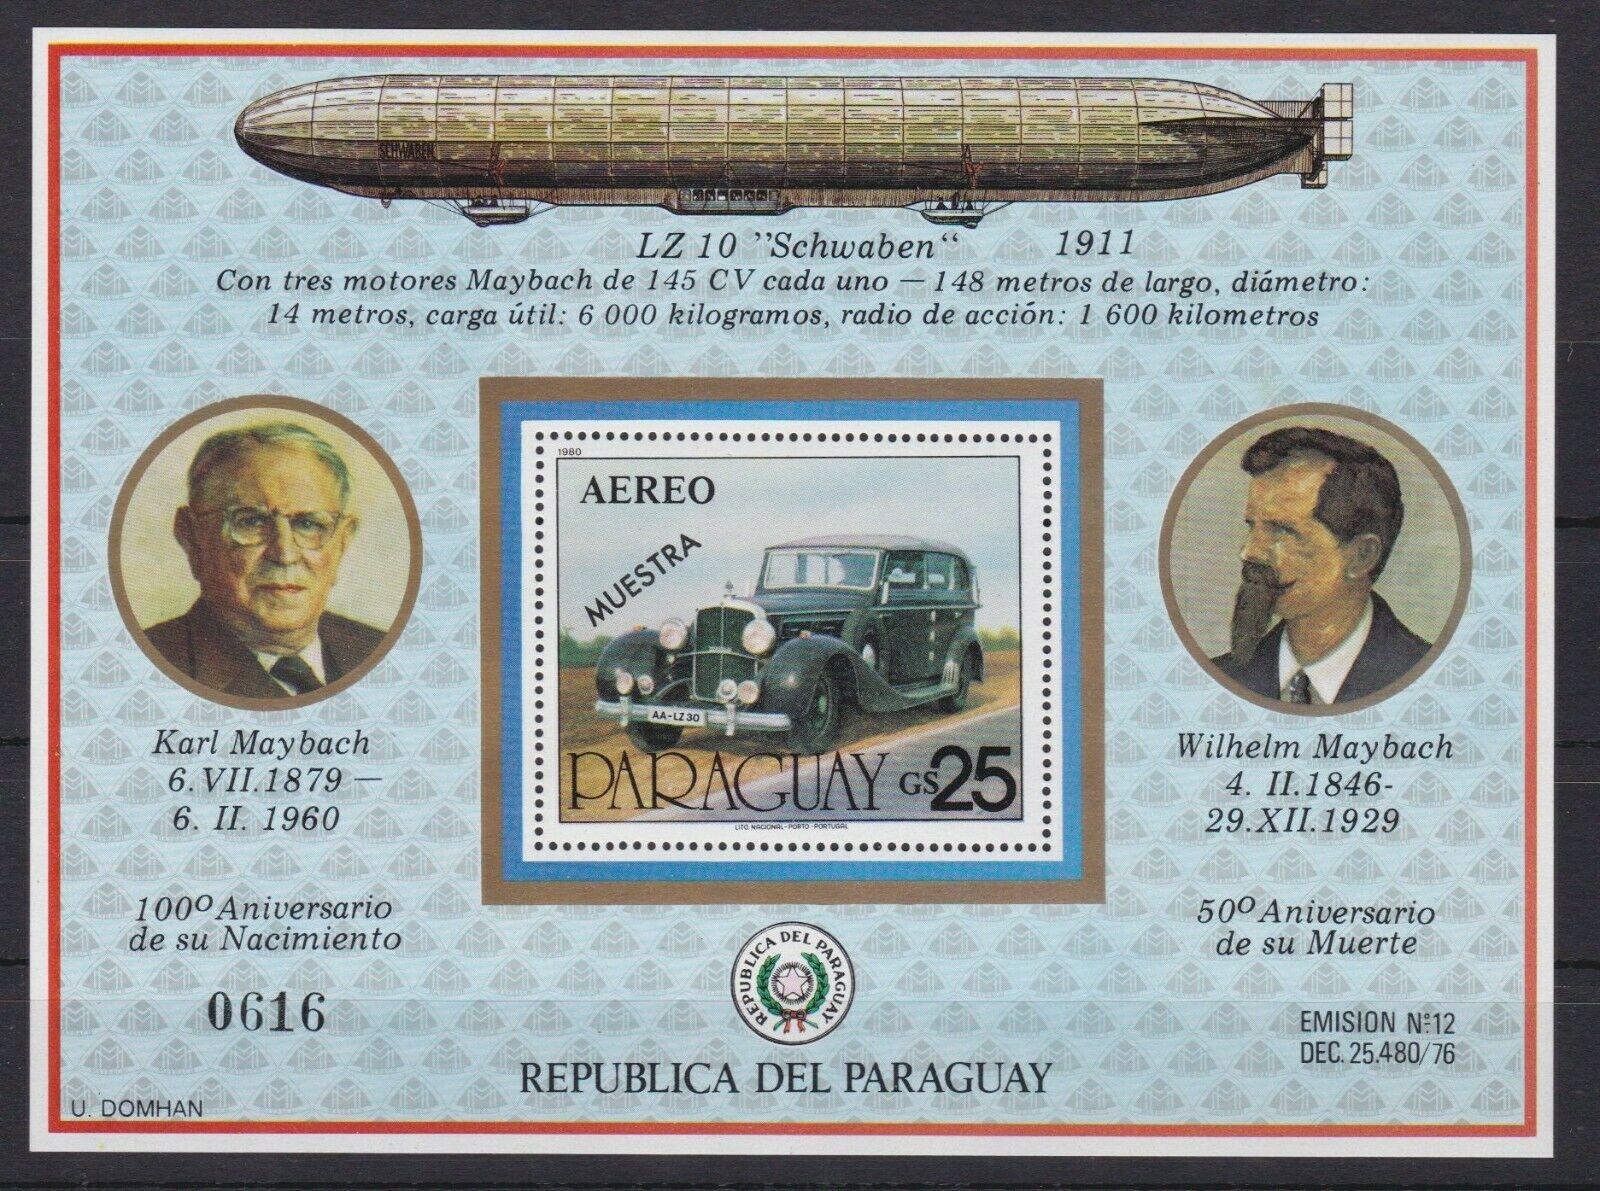 SCHWABEN
LZ 10 ”Schwaben“ 1911
Con tres motores Maybach de 145 CV cada uno — 148 metros de largo, diámetro:
14 metros, carga útil: 6 000 kilogramos, radio de acción: 1 600 kilometros
1980
AEREO
MUESTRA
AA-LZ 30
PARAGUAY GS 25
LITO. NACIONAL - PORTO - PORTUGAL
Karl Maybach
6. VII. 1879 —
6. II. 1960
100º Aniversario
de su Nacimiento
0616
Wilhelm Maybach
4. II. 1846-
29. XII. 1929
50º Aniversario
de su Muerte
REPUBLICA DEL PARAGUAY
EMISION Nº 12
DEC. 25.480/76
REPUBLICA DEL PARAGUAY
U. DOMHAN